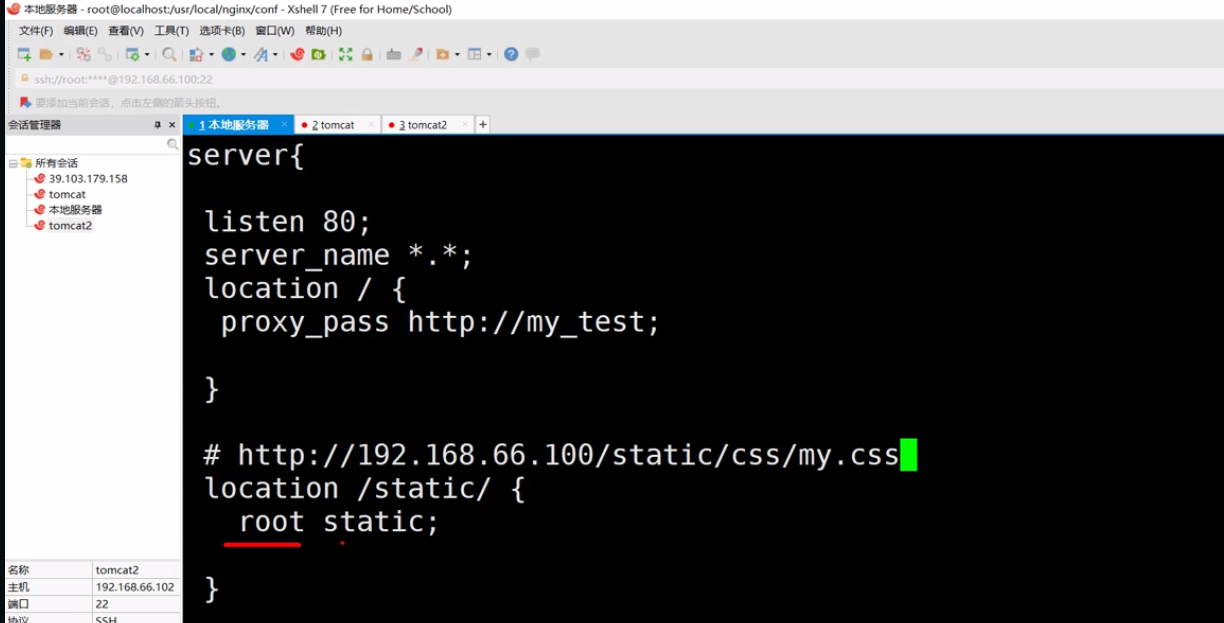 本地服务器 - root@localhost:/usr/local/nginx/conf - Xshell 7 (Free for Home/School)
文件(F) 编辑(E) 查看(V) 工具(T) 选项卡(B) 窗口(W) 帮助(H)
ssh://root:****@192.168.66.100:22
要添加当前会话，点击左侧的箭头按钮。
会话管理器
1 本地服务器 × 2 tomcat × 3 tomcat2 × +
所有会话
39.103.179.158
tomcat
本地服务器
tomcat2
名称 tomcat2
主机 192.168.66.102
端口 22
协议 SSH
server{
listen 80;
server_name *.*;
location / {
proxy_pass http://my_test;
}
# http://192.168.66.100/static/css/my.css
location /static/ {
root static;
}